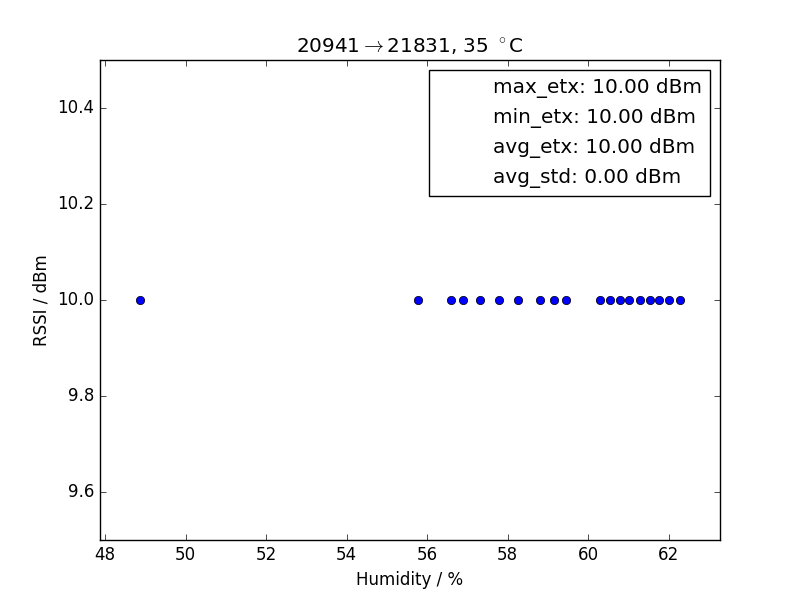 20941→21831, 35 °C
max_etx: 10.00 dBm
min_etx: 10.00 dBm
avg_etx: 10.00 dBm
avg_std: 0.00 dBm
RSSI / dBm
10.4
10.2
10.0
9.8
9.6
48 50 52 54 56 58 60 62
Humidity / %